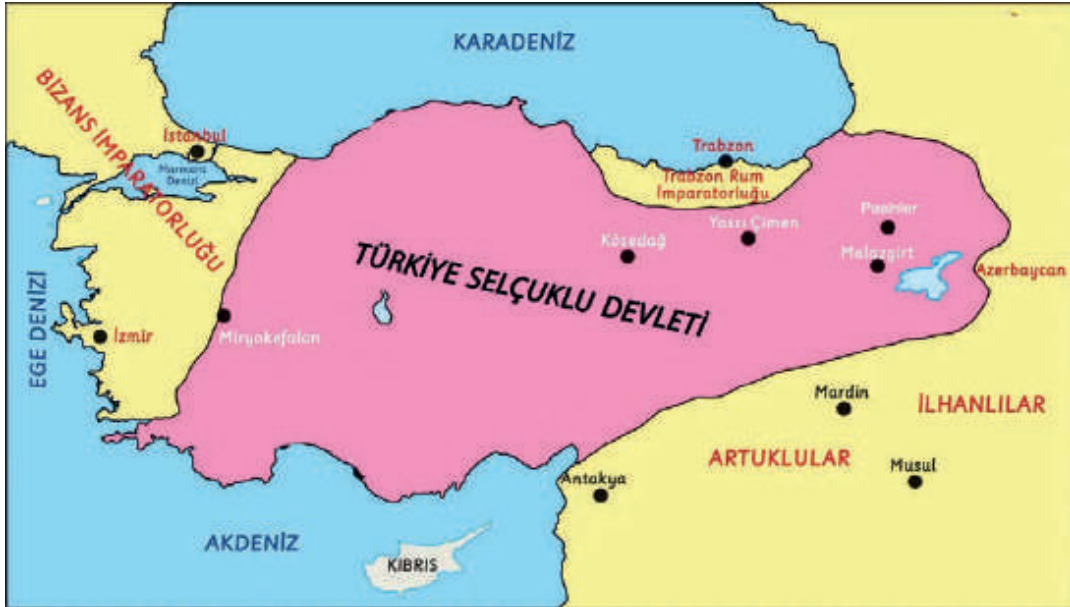 KARADENİZ
BİZANS İMPARATORLUĞU
İstanbul
Marmara
Denizi
Trabzon
Trabzon Rum
İmparatorluğu
Pasinler
Yassı Çimen
Kösedağ
Malazgirt
Azerbaycan
TÜRKİYE SELÇUKLU DEVLETİ
EGE DENİZİ
İzmir
Miryokefalon
Mardin
İLHANLILAR
ARTUKLULAR
Musul
Antakya
AKDENİZ
KIBRIS